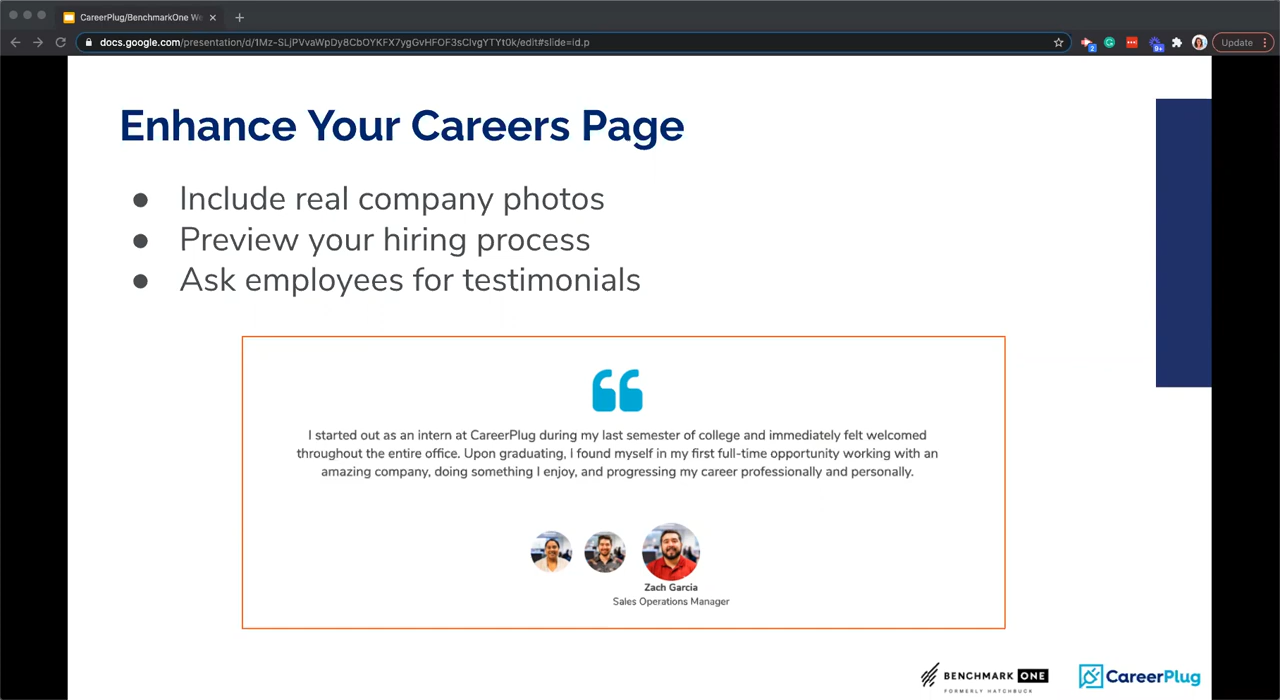 CareerPlug/BenchmarkOne We
docs.google.com/presentation/d/1Mz-SLjPVvaWpDy8CbOYKFX7ygGvHFOF3sClvgYTYt0k/edit#slide=id.p
2
9+
Update
Enhance Your Careers Page
● Include real company photos
● Preview your hiring process
● Ask employees for testimonials
I started out as an intern at CareerPlug during my last semester of college and immediately felt welcomed
throughout the entire office. Upon graduating, I found myself in my first full-time opportunity working with an
amazing company, doing something I enjoy, and progressing my career professionally and personally.
Zach Garcia
Sales Operations Manager
BENCHMARK ONE
FORMERLY HATCHBUCK
CareerPlug